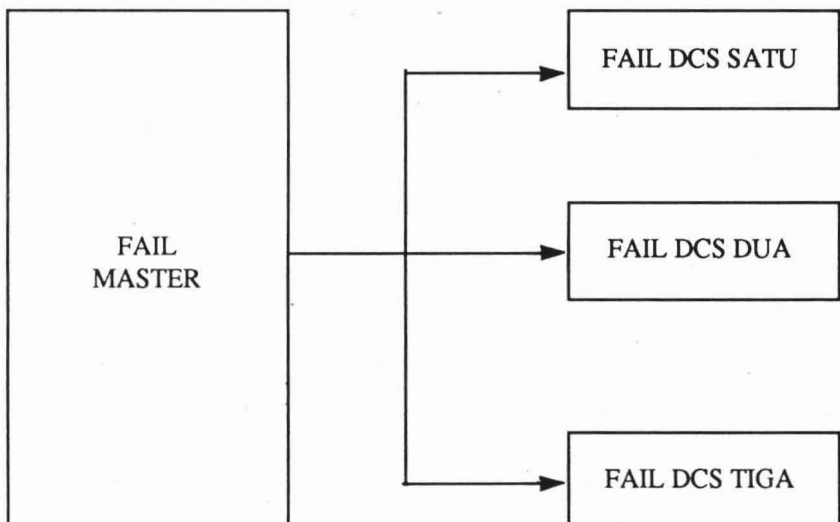 FAIL
MASTER
FAIL DCS SATU
FAIL DCS DUA
FAIL DCS TIGA